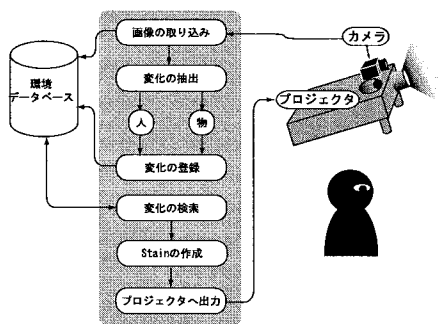 画像の取り込み
カメラ
環境
データベース
変化の抽出
プロジェクタ
人
物
変化の登録
変化の検索
Stainの作成
プロジェクタへ出力